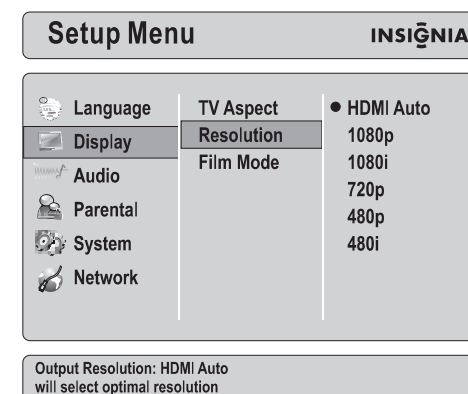 Setup Menu
INSIGNIA
Language
Display
Audio
Parental
System
Network
TV Aspect
Resolution
Film Mode
HDMI Auto
1080p
1080i
720p
480p
480i
Output Resolution: HDMI Auto
will select optimal resolution